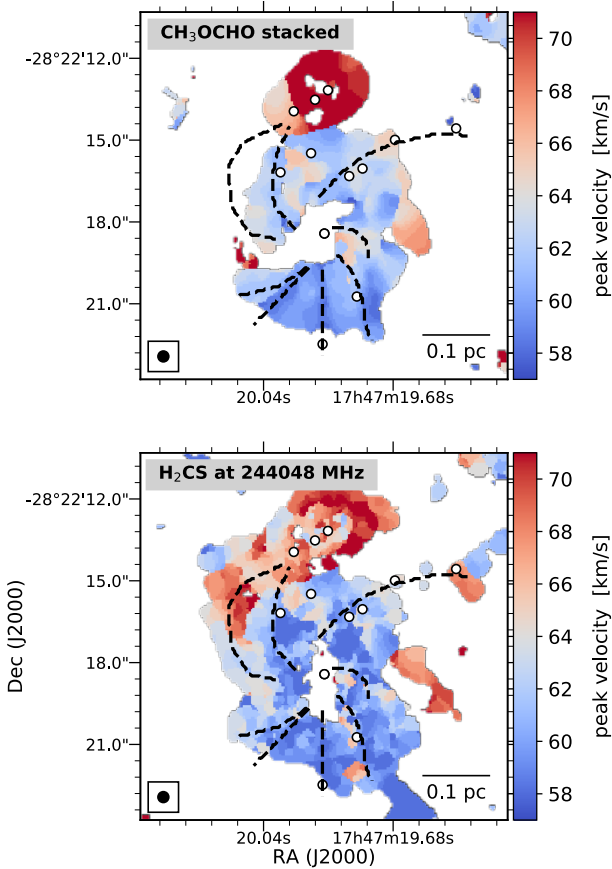 CH₃OCHO stacked
-28°22'12.0"
15.0"
18.0"
21.0"
0.1 pc
20.04s
17h47m19.68s
70
68
66
64
62
60
58
peak velocity [km/s]
H₂CS at 244048 MHz
-28°22'12.0"
15.0"
18.0"
21.0"
Dec (J2000)
0.1 pc
20.04s
17h47m19.68s
RA (J2000)
70
68
66
64
62
60
58
peak velocity [km/s]